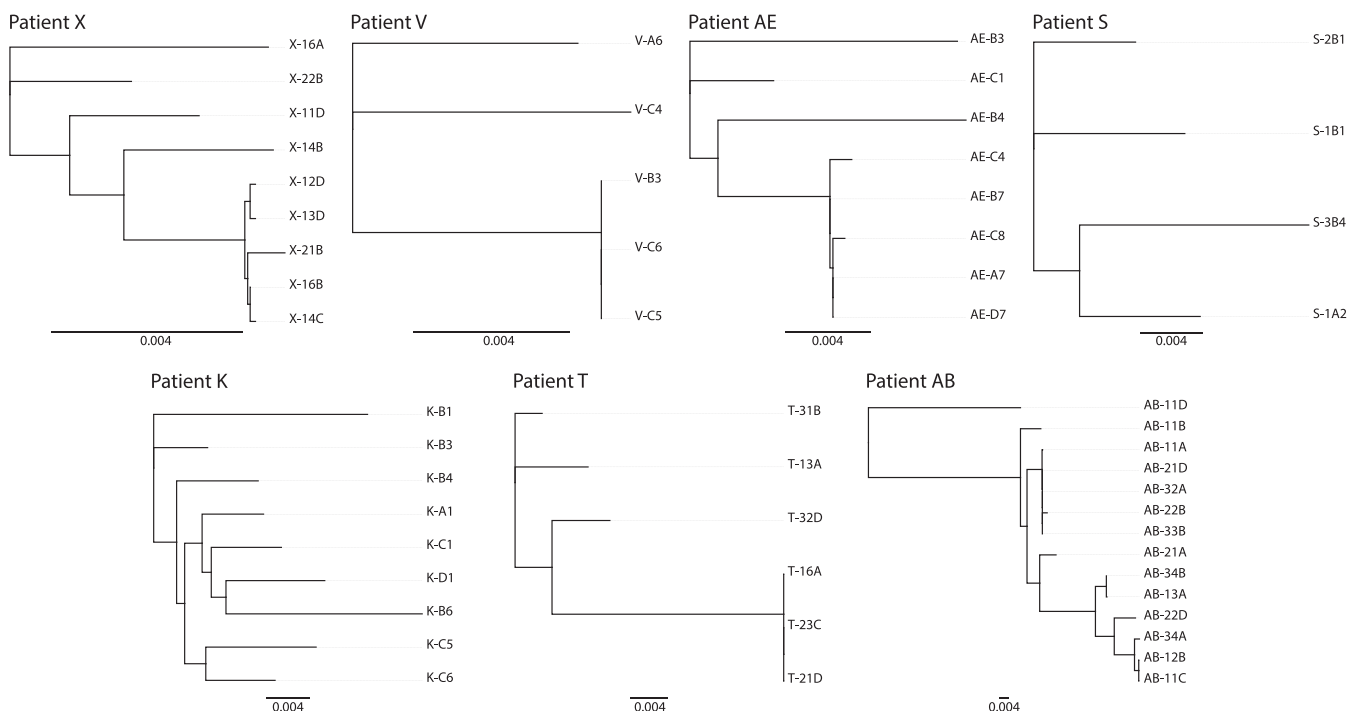 Patient X
X-16A
X-22B
X-11D
X-14B
X-12D
X-13D
X-21B
X-16B
X-14C
0.004
Patient V
V-A6
V-C4
V-B3
V-C6
V-C5
0.004
Patient AE
AE-B3
AE-C1
AE-B4
AE-C4
AE-B7
AE-C8
AE-A7
AE-D7
0.004
Patient S
S-2B1
S-1B1
S-3B4
S-1A2
0.004
Patient K
K-B1
K-B3
K-B4
K-A1
K-C1
K-D1
K-B6
K-C5
K-C6
0.004
Patient T
T-31B
T-13A
T-32D
T-16A
T-23C
T-21D
0.004
Patient AB
AB-11D
AB-11B
AB-11A
AB-21D
AB-32A
AB-22B
AB-33B
AB-21A
AB-34B
AB-13A
AB-22D
AB-34A
AB-12B
AB-11C
0.004